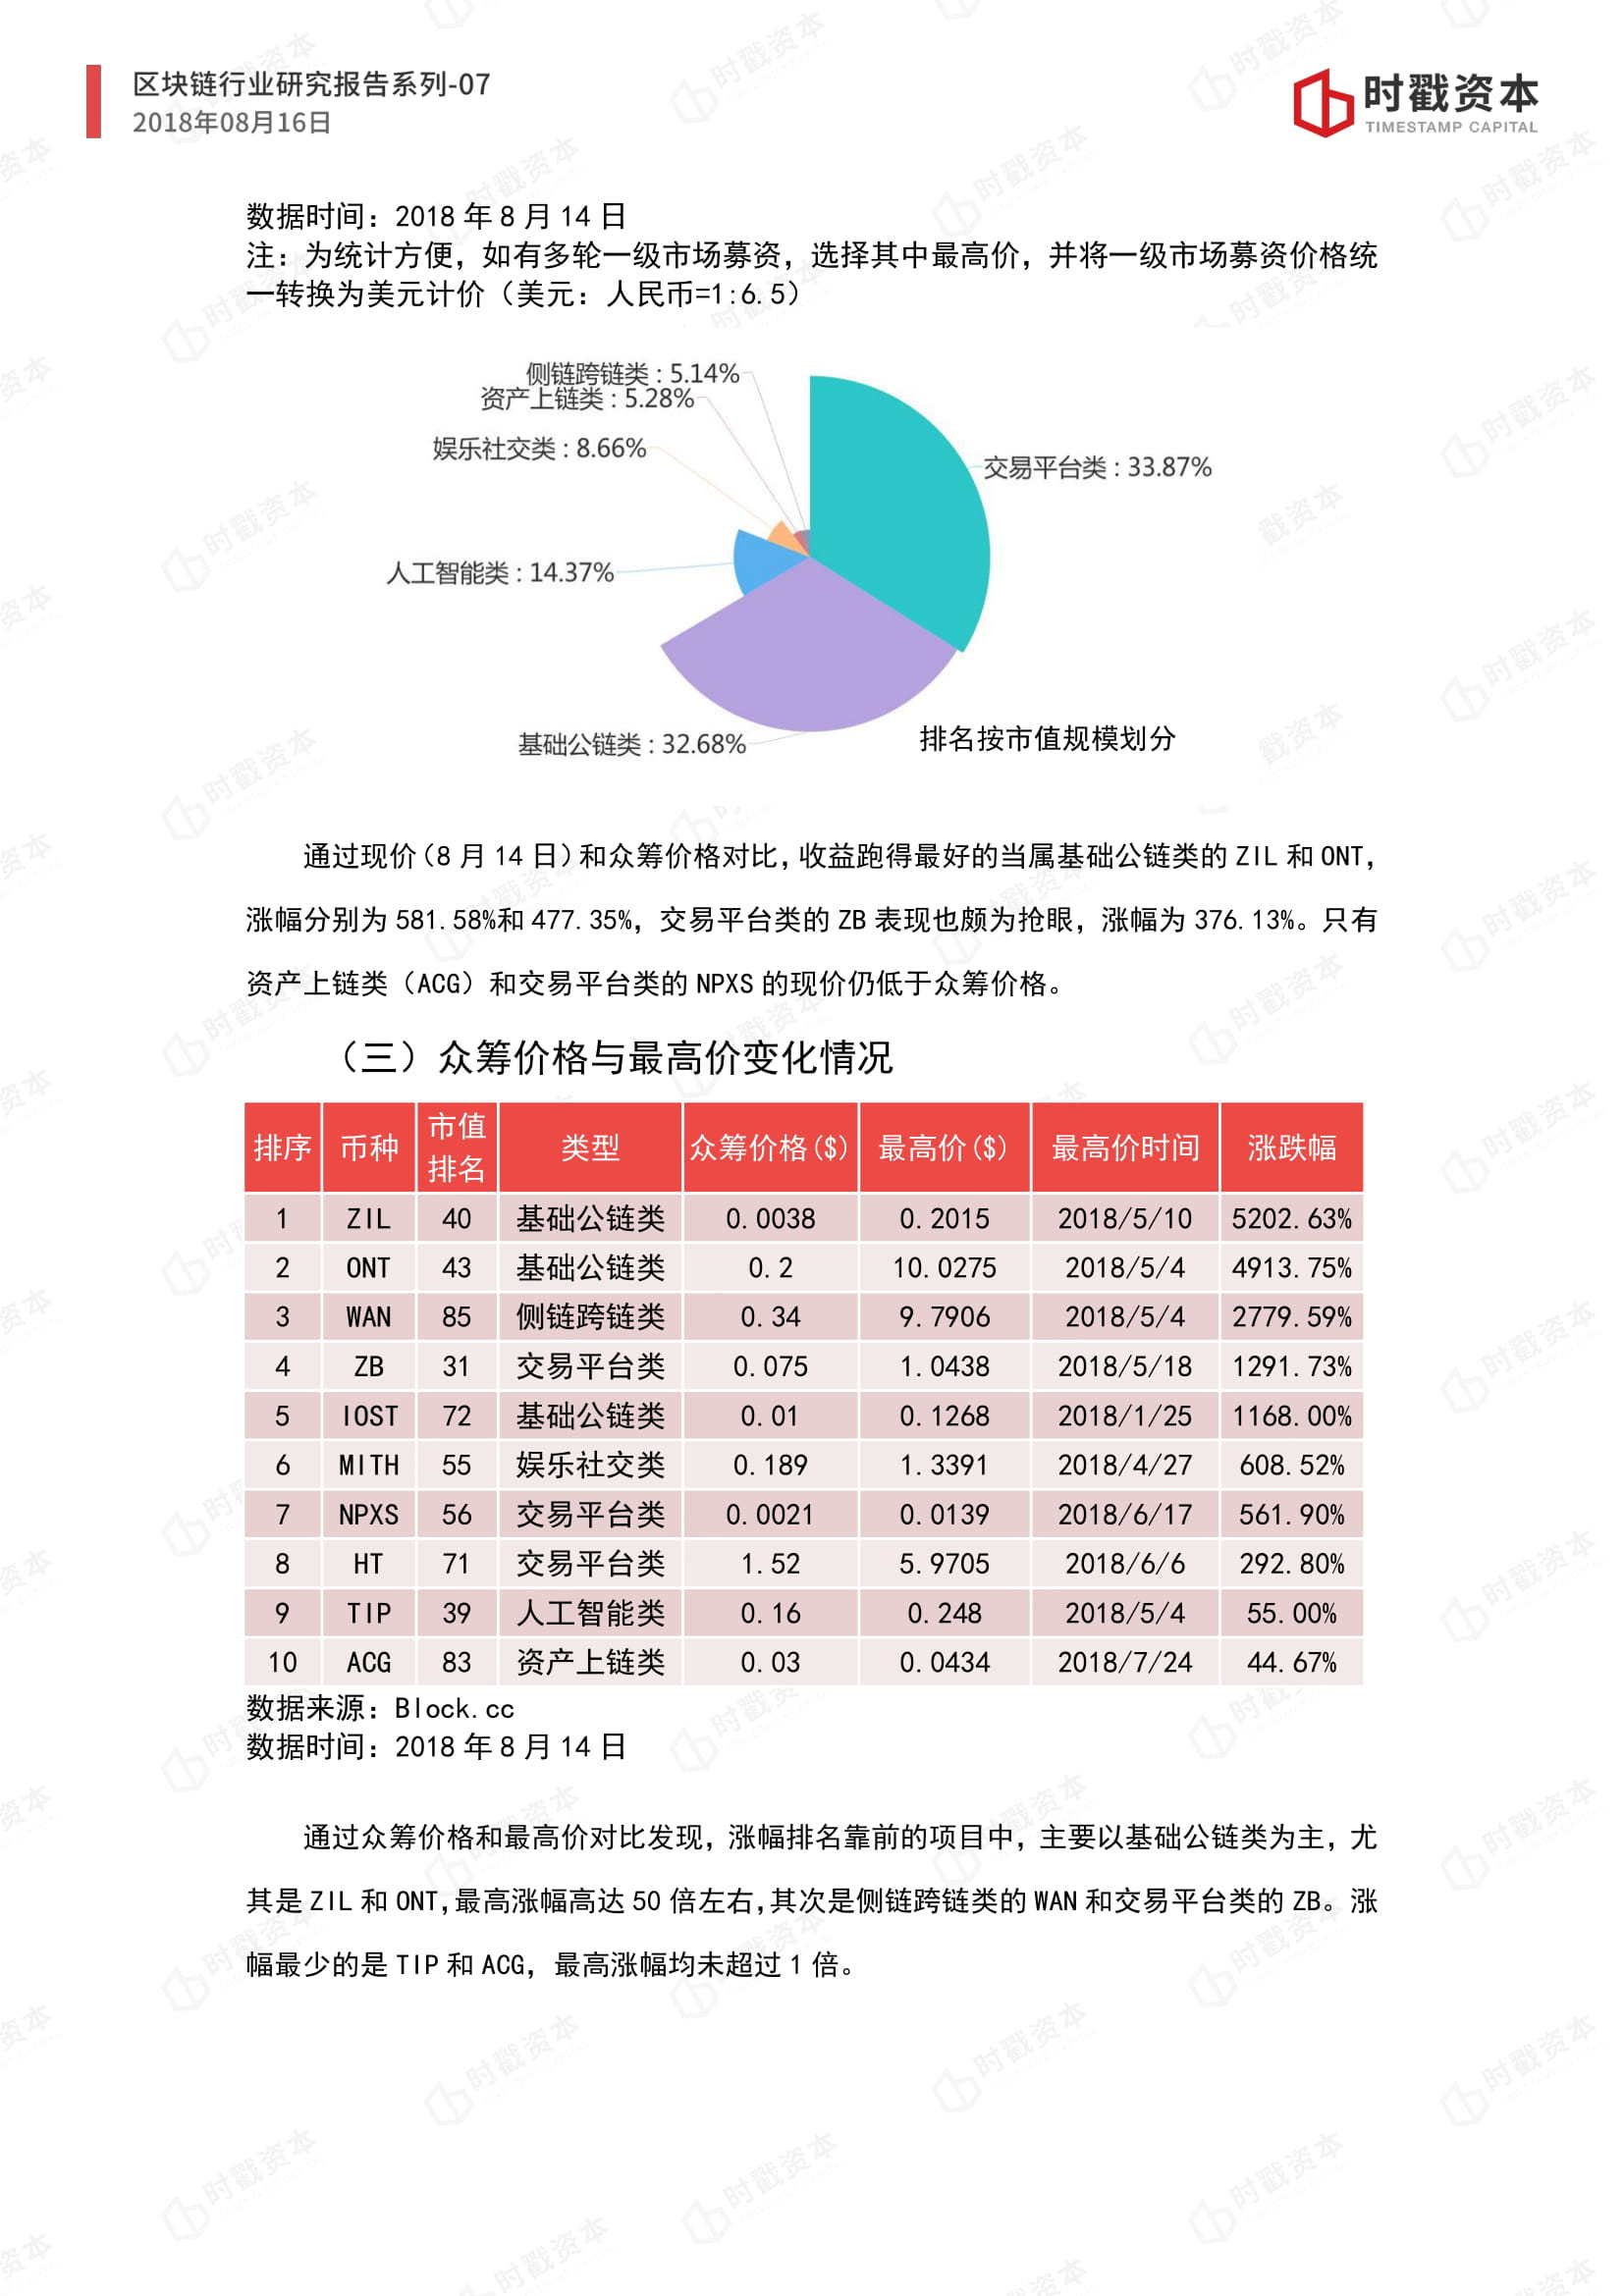 区块链行业研究报告系列-07
2018年08月16日
时戳资本
TIMESTAMP CAPITAL
数据时间：2018 年 8 月 14 日
注：为统计方便，如有多轮一级市场募资，选择其中最高价，并将一级市场募资价格统
一转换为美元计价（美元：人民币=1:6.5）
侧链跨链类 : 5.14%
资产上链类 : 5.28%
娱乐社交类 : 8.66%
交易平台类 : 33.87%
人工智能类 : 14.37%
基础公链类 : 32.68%
排名按市值规模划分
通过现价（8 月 14 日）和众筹价格对比，收益跑得最好的当属基础公链类的 ZIL 和 ONT，
涨幅分别为 581.58%和 477.35%，交易平台类的 ZB 表现也颇为抢眼，涨幅为 376.13%。只有
资产上链类（ACG）和交易平台类的 NPXS 的现价仍低于众筹价格。
（三）众筹价格与最高价变化情况
排序 币种 市值排名 类型 众筹价格($) 最高价($) 最高价时间 涨跌幅
1 ZIL 40 基础公链类 0.0038 0.2015 2018/5/10 5202.63%
2 ONT 43 基础公链类 0.2 10.0275 2018/5/4 4913.75%
3 WAN 85 侧链跨链类 0.34 9.7906 2018/5/4 2779.59%
4 ZB 31 交易平台类 0.075 1.0438 2018/5/18 1291.73%
5 IOST 72 基础公链类 0.01 0.1268 2018/1/25 1168.00%
6 MITH 55 娱乐社交类 0.189 1.3391 2018/4/27 608.52%
7 NPXS 56 交易平台类 0.0021 0.0139 2018/6/17 561.90%
8 HT 71 交易平台类 1.52 5.9705 2018/6/6 292.80%
9 TIP 39 人工智能类 0.16 0.248 2018/5/4 55.00%
10 ACG 83 资产上链类 0.03 0.0434 2018/7/24 44.67%
数据来源：Block.cc
数据时间：2018 年 8 月 14 日
通过众筹价格和最高价对比发现，涨幅排名靠前的项目中，主要以基础公链类为主，尤
其是 ZIL 和 ONT，最高涨幅高达 50 倍左右，其次是侧链跨链类的 WAN 和交易平台类的 ZB。涨
幅最少的是 TIP 和 ACG，最高涨幅均未超过 1 倍。